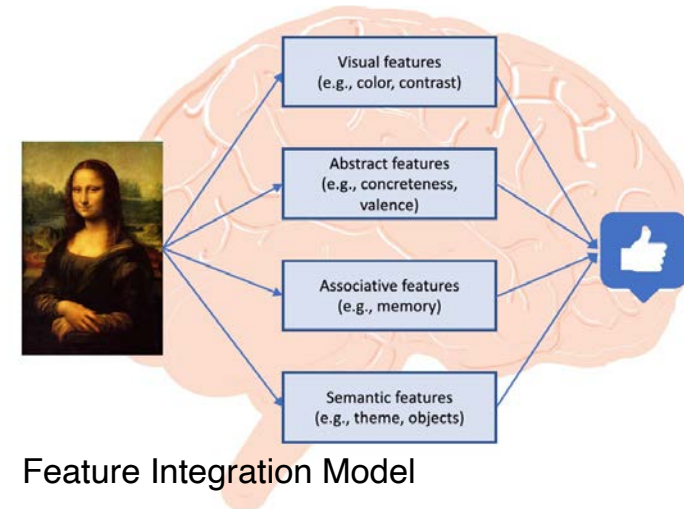 Visual features
(e.g., color, contrast)
Abstract features
(e.g., concreteness,
valence)
Associative features
(e.g., memory)
Semantic features
(e.g., theme, objects)
Feature Integration Model